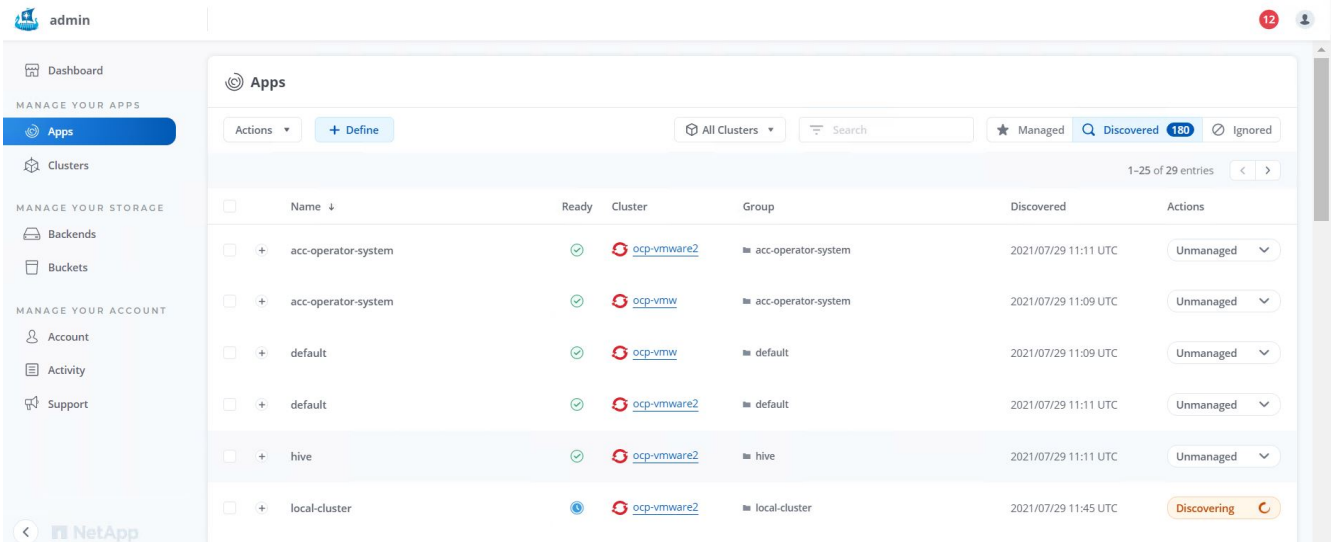 admin
12
Dashboard
MANAGE YOUR APPS
Apps
Clusters
MANAGE YOUR STORAGE
Backends
Buckets
MANAGE YOUR ACCOUNT
Account
Activity
Support
NetApp
Apps
Actions + Define All Clusters Search Managed Discovered 180 Ignored
1–25 of 29 entries < >
Name ↓ Ready Cluster Group Discovered Actions
+ acc-operator-system ocp-vmware2 acc-operator-system 2021/07/29 11:11 UTC Unmanaged
+ acc-operator-system ocp-vmw acc-operator-system 2021/07/29 11:09 UTC Unmanaged
+ default ocp-vmw default 2021/07/29 11:09 UTC Unmanaged
+ default ocp-vmware2 default 2021/07/29 11:11 UTC Unmanaged
+ hive ocp-vmware2 hive 2021/07/29 11:11 UTC Unmanaged
+ local-cluster ocp-vmware2 local-cluster 2021/07/29 11:45 UTC Discovering